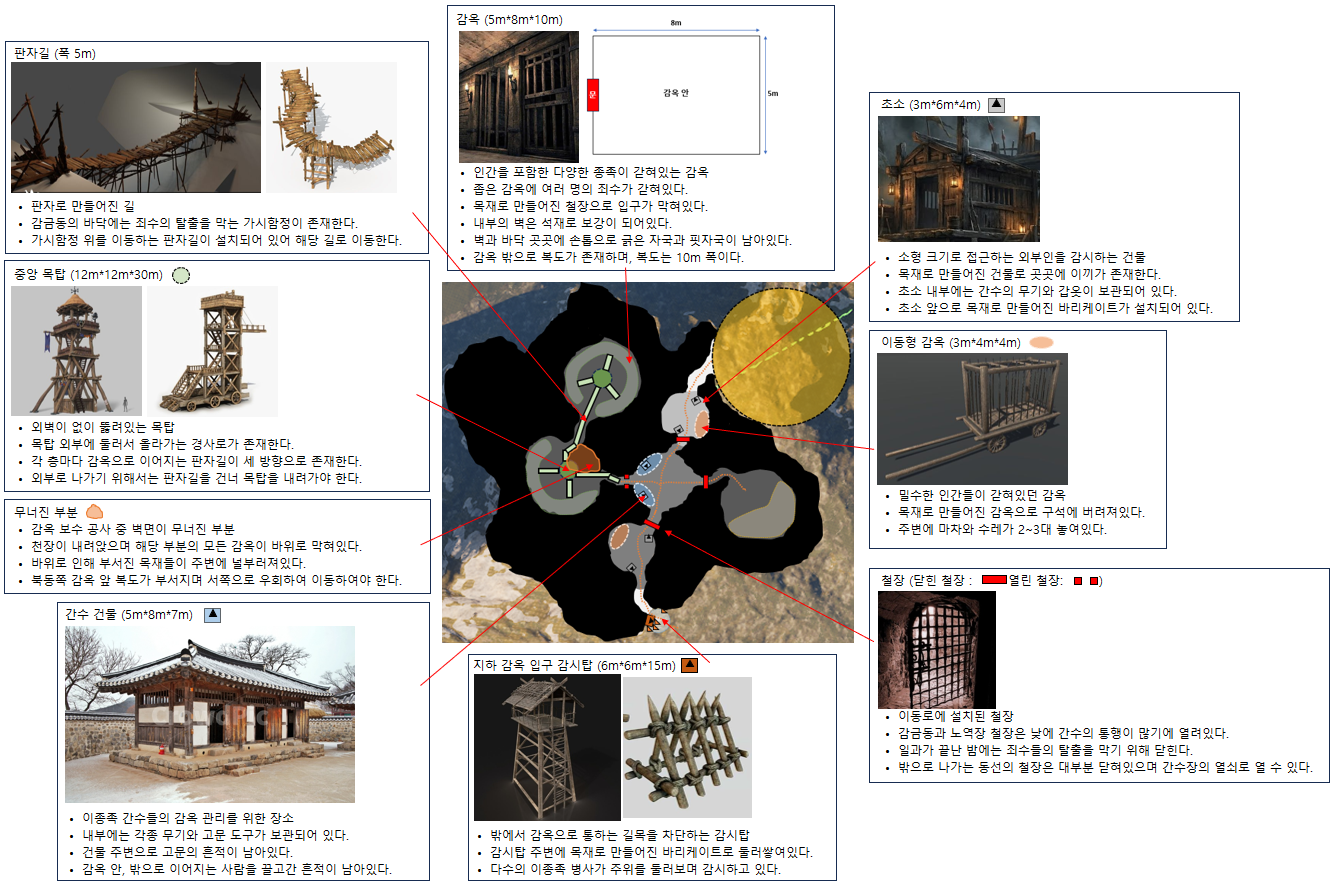 감옥 (5m*8m*10m)
8m
문
감옥 안
5m
• 인간을 포함한 다양한 종족이 갇혀있는 감옥
• 좁은 감옥에 여러 명의 죄수가 갇혀있다.
• 목재로 만들어진 철장으로 입구가 막혀있다.
• 내부의 벽은 석재로 보강이 되어있다.
• 벽과 바닥 곳곳에 손톱으로 긁은 자국과 핏자국이 남아있다.
• 감옥 밖으로 복도가 존재하며, 복도는 10m 폭이다.
판자길 (폭 5m)
• 판자로 만들어진 길
• 감금동의 바닥에는 죄수의 탈출을 막는 가시함정이 존재한다.
• 가시함정 위를 이동하는 판자길이 설치되어 있어 해당 길로 이동한다.
초소 (3m*6m*4m)
• 소형 크기로 접근하는 외부인을 감시하는 건물
• 목재로 만들어진 건물로 곳곳에 이끼가 존재한다.
• 초소 내부에는 간수의 무기와 갑옷이 보관되어 있다.
• 초소 앞으로 목재로 만들어진 바리케이트가 설치되어 있다.
중앙 목탑 (12m*12m*30m)
• 외벽이 없이 뚫려있는 목탑
• 목탑 외부에 둘러서 올라가는 경사로가 존재한다.
• 각 층마다 감옥으로 이어지는 판자길이 세 방향으로 존재한다.
• 외부로 나가기 위해서는 판자길을 건너 목탑을 내려가야 한다.
이동형 감옥 (3m*4m*4m)
• 밀수한 인간들이 갇혀있던 감옥
• 목재로 만들어진 감옥으로 구석에 버려져있다.
• 주변에 마차와 수레가 2~3대 놓여있다.
무너진 부분
• 감옥 보수 공사 중 벽면이 무너진 부분
• 천장이 내려앉으며 해당 부분의 모든 감옥이 바위로 막혀있다.
• 바위로 인해 부서진 목재들이 주변에 널부러져있다.
• 북동쪽 감옥 앞 복도가 부서지며 서쪽으로 우회하여 이동하여야 한다.
철장 (닫힌 철장 : 열린 철장: )
• 이동로에 설치된 철장
• 감금동과 노역장 철장은 낮에 간수의 통행이 많기에 열려있다.
• 일과가 끝난 밤에는 죄수들의 탈출을 막기 위해 닫힌다.
• 밖으로 나가는 동선의 철장은 대부분 닫혀있으며 간수장의 열쇠로 열 수 있다.
간수 건물 (5m*8m*7m)
• 이종족 간수들의 감옥 관리를 위한 장소
• 내부에는 각종 무기와 고문 도구가 보관되어 있다.
• 건물 주변으로 고문의 흔적이 남아있다.
• 감옥 안, 밖으로 이어지는 사람을 끌고간 흔적이 남아있다.
지하 감옥 입구 감시탑 (6m*6m*15m)
• 밖에서 감옥으로 통하는 길목을 차단하는 감시탑
• 감시탑 주변에 목재로 만들어진 바리케이트로 둘러쌓여있다.
• 다수의 이종족 병사가 주위를 둘러보며 감시하고 있다.